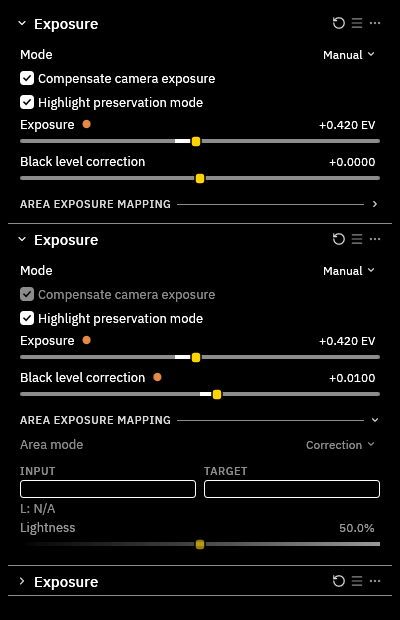 Exposure
Mode Manual
Compensate camera exposure
Highlight preservation mode
Exposure +0.420 EV
Black level correction +0.0000
AREA EXPOSURE MAPPING
Exposure
Mode Manual
Compensate camera exposure
Highlight preservation mode
Exposure +0.420 EV
Black level correction +0.0100
AREA EXPOSURE MAPPING
Area mode Correction
INPUT TARGET
L: N/A
Lightness 50.0%
Exposure